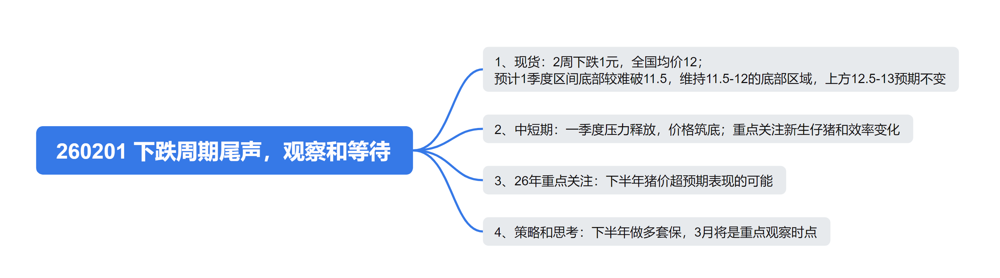 260201 下跌周期尾声，观察和等待
1、现货：2周下跌1元，全国均价12；
预计1季度区间底部较难破11.5，维持11.5-12的底部区域，上方12.5-13预期不变
2、中短期：一季度压力释放，价格筑底；重点关注新生仔猪和效率变化
3、26年重点关注：下半年猪价超预期表现的可能
4、策略和思考：下半年做多套保，3月将是重点观察时点